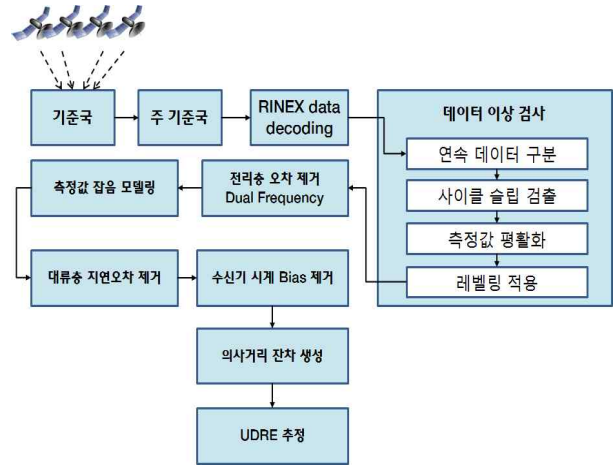 기준국
주 기준국
RINEX data
decoding
데이터 이상 검사
연속 데이터 구분
사이클 슬립 검출
측정값 평활화
레벨링 적용
전리층 오차 제거
Dual Frequency
측정값 잡음 모델링
대류층 지연오차 제거
수신기 시계 Bias 제거
의사거리 잔차 생성
UDRE 추정